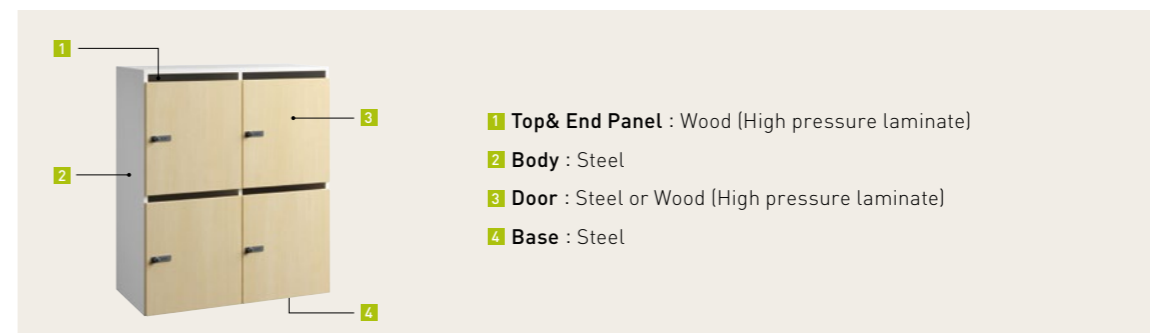 1
3
2
4
1 Top& End Panel : Wood (High pressure laminate)
2 Body : Steel
3 Door : Steel or Wood (High pressure laminate)
4 Base : Steel